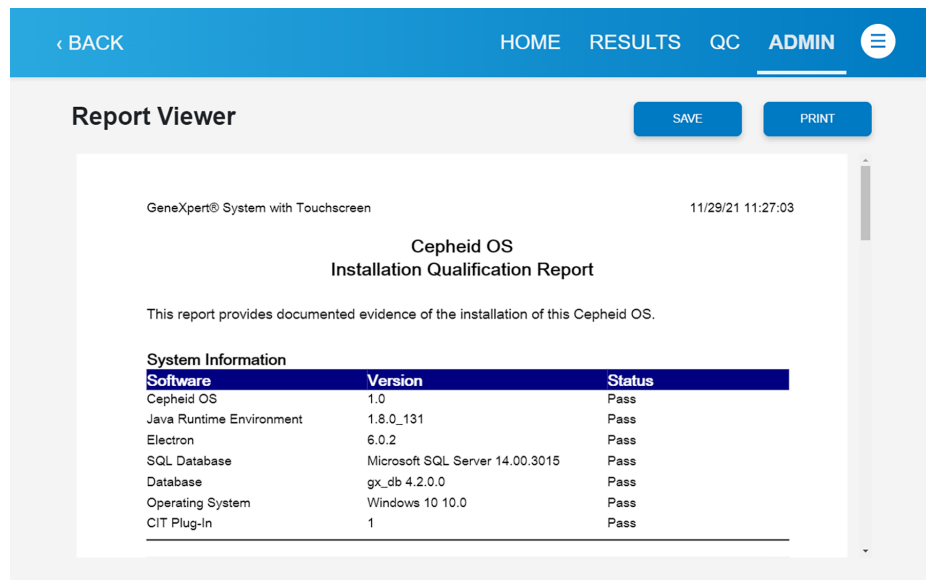 ‹ BACK HOME RESULTS QC ADMIN
Report Viewer SAVE PRINT
GeneXpert® System with Touchscreen 11/29/21 11:27:03
Cepheid OS
Installation Qualification Report
This report provides documented evidence of the installation of this Cepheid OS.
System Information
Software Version Status
Cepheid OS 1.0 Pass
Java Runtime Environment 1.8.0_131 Pass
Electron 6.0.2 Pass
SQL Database Microsoft SQL Server 14.00.3015 Pass
Database gx_db 4.2.0.0 Pass
Operating System Windows 10 10.0 Pass
CIT Plug-In 1 Pass